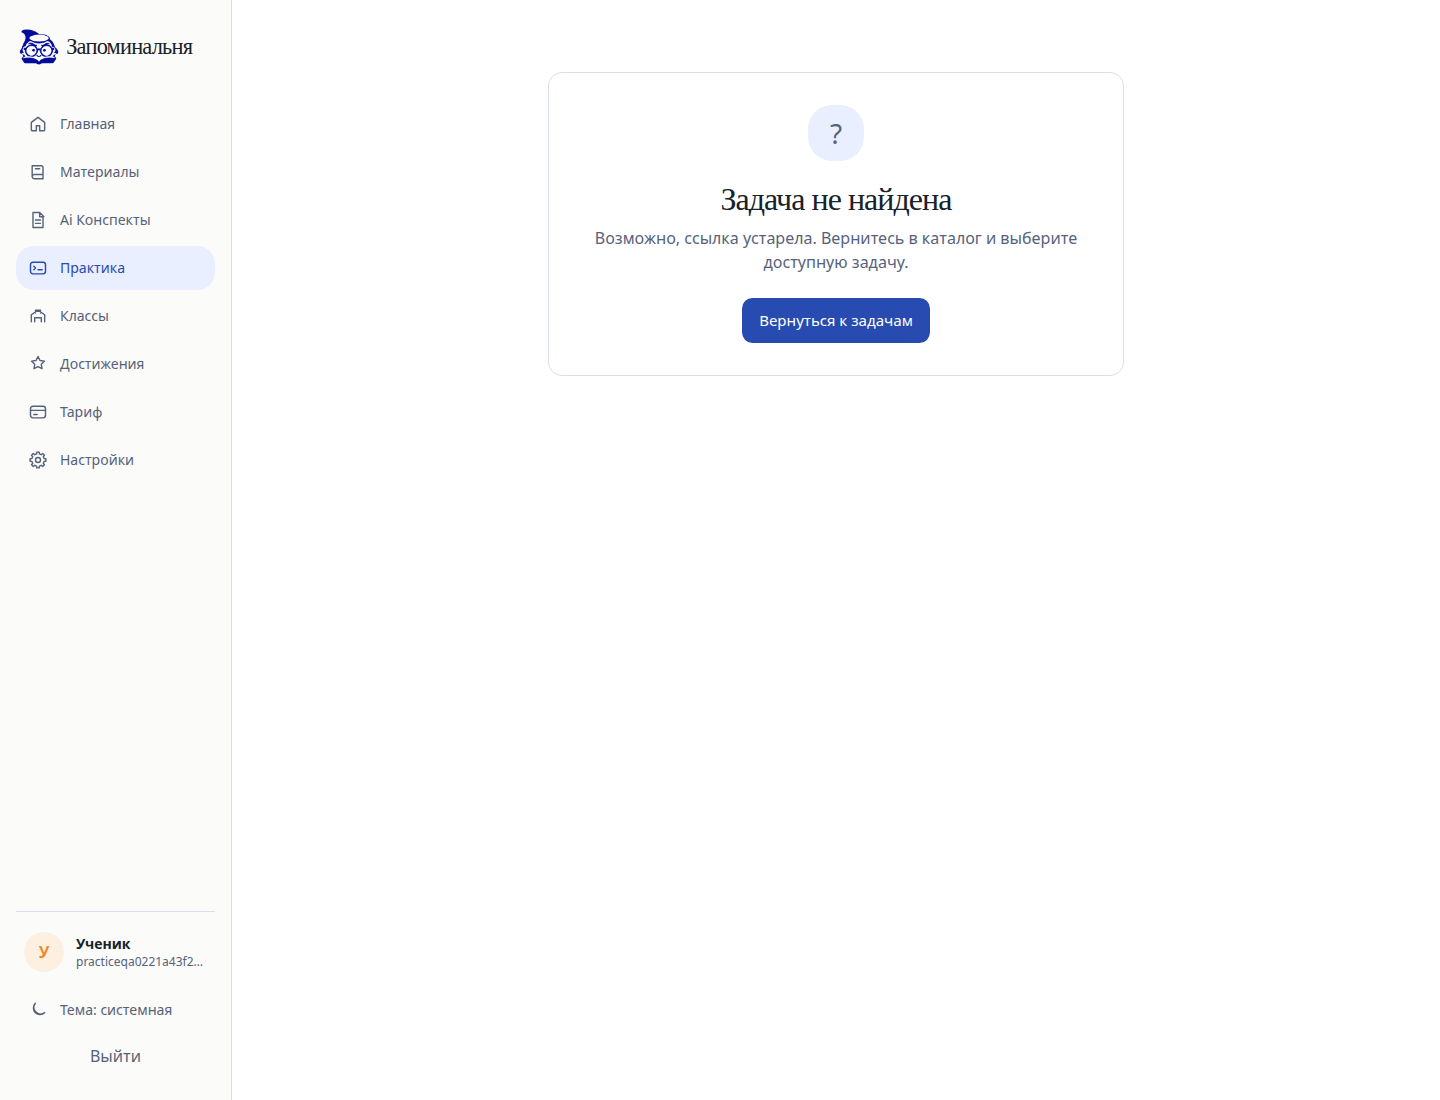 Запоминальня
Главная
Материалы
Ai Конспекты
Практика
Классы
Достижения
Тариф
Настройки
?
Задача не найдена
Возможно, ссылка устарела. Вернитесь в каталог и выберите
доступную задачу.
Вернуться к задачам
У
Ученик
practiceqa0221a43f2...
Тема: системная
Выйти